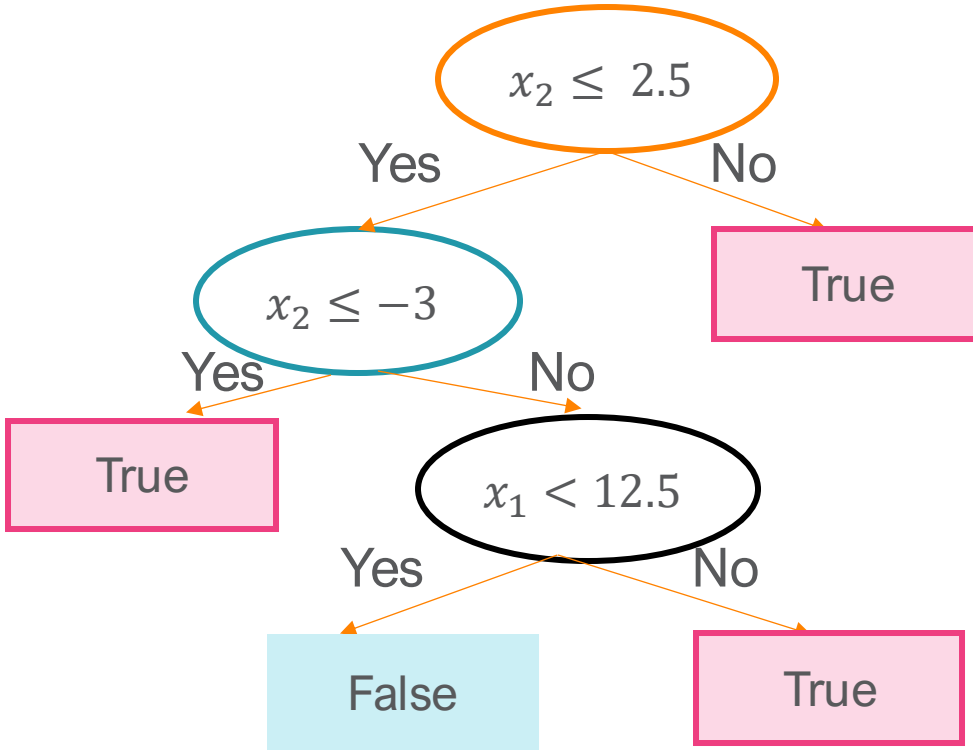 x₂ ≤ 2.5
Yes
No
x₂ ≤ −3
True
Yes
No
True
x₁ < 12.5
Yes
No
False
True